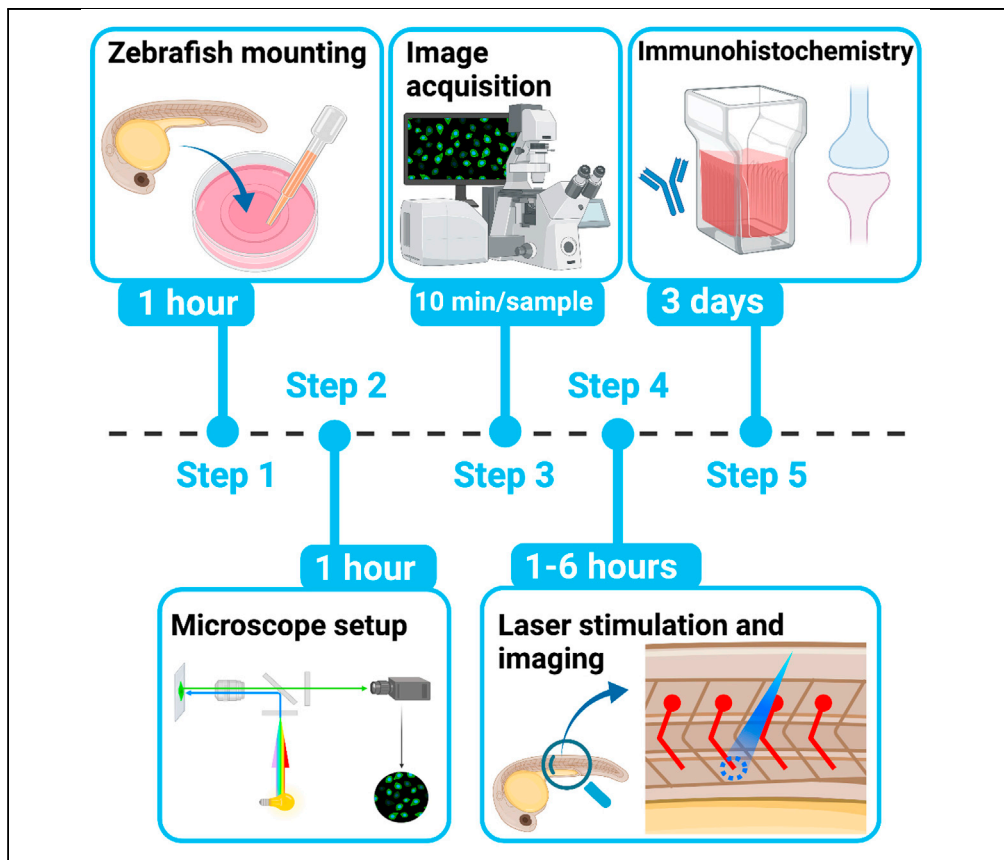 Zebrafish mounting
Image
acquisition
Immunohistochemistry
1 hour
10 min/sample
3 days
Step 2
Step 4
Step 1
Step 3
Step 5
1 hour
1-6 hours
Microscope setup
Laser stimulation and
imaging